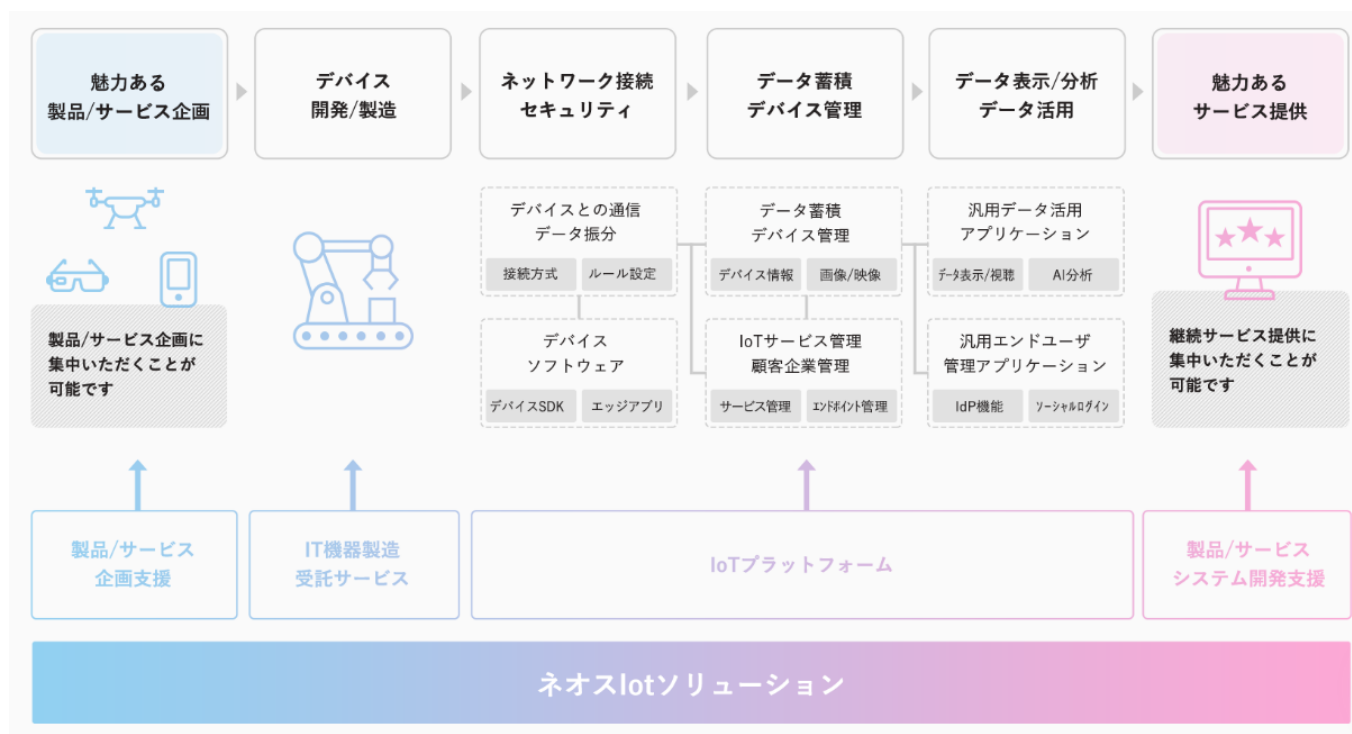 魅力ある
製品/サービス企画
デバイス
開発/製造
ネットワーク接続
セキュリティ
データ蓄積
デバイス管理
データ表示/分析
データ活用
魅力ある
サービス提供
製品/サービス企画に
集中いただくことが
可能です
デバイスとの通信
データ振分
接続方式
ルール設定
デバイス
ソフトウェア
デバイスSDK
エッジアプリ
データ蓄積
デバイス管理
デバイス情報
画像/映像
IoTサービス管理
顧客企業管理
サービス管理
エンドポイント管理
汎用データ活用
アプリケーション
データ表示/視聴
AI分析
汎用エンドユーザ
管理アプリケーション
IdP機能
ソーシャルログイン
継続サービス提供に
集中いただくことが
可能です
製品/サービス
企画支援
IT機器製造
受託サービス
IoTプラットフォーム
製品/サービス
システム開発支援
ネオスIotソリューション